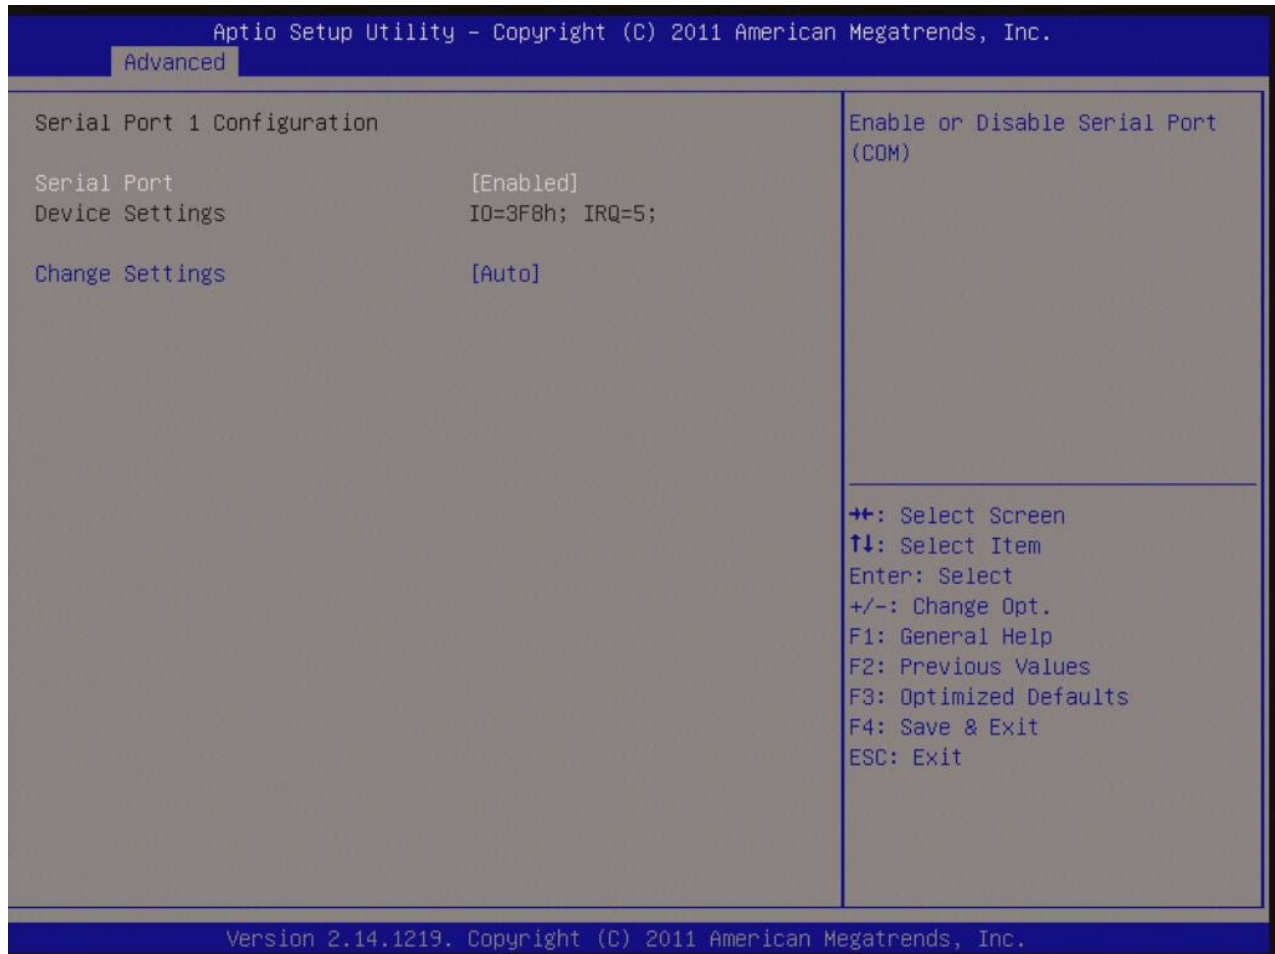 Aptio Setup Utility – Copyright (C) 2011 American Megatrends, Inc.
Advanced
Serial Port 1 Configuration
Serial Port [Enabled]
Device Settings IO=3F8h; IRQ=5;
Change Settings [Auto]
Enable or Disable Serial Port
(COM)
→←: Select Screen
↑↓: Select Item
Enter: Select
+/-: Change Opt.
F1: General Help
F2: Previous Values
F3: Optimized Defaults
F4: Save & Exit
ESC: Exit
Version 2.14.1219. Copyright (C) 2011 American Megatrends, Inc.